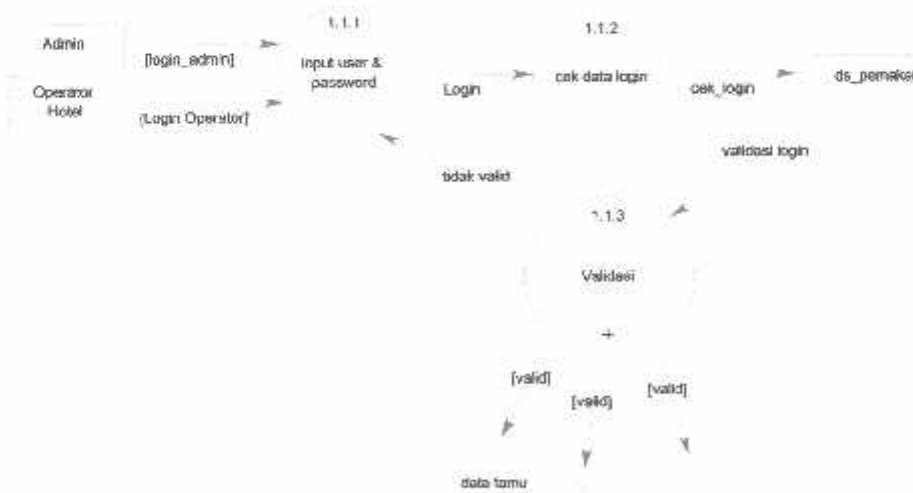 1.1.1
1.1.2
Admin
[login_admin]
input user &
password
Login
cek data login
cek_login
ds_pemakai
Operator
Hotel
[Login Operator]
validasi login
tidak valid
1.1.3
Validasi
+
[valid]
[valid]
[valid]
data tamu